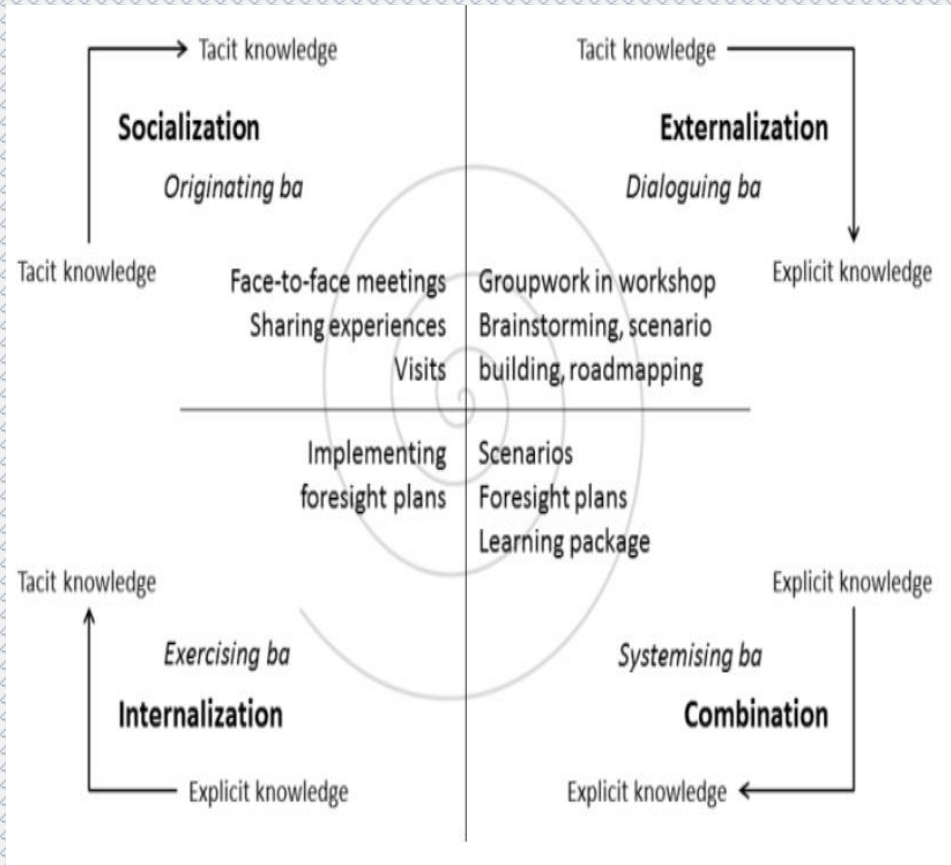 Tacit knowledge
Socialization
Originating ba
Tacit knowledge
Face-to-face meetings
Sharing experiences
Visits
Tacit knowledge
Externalization
Dialoguing ba
Explicit knowledge
Groupwork in workshop
Brainstorming, scenario
building, roadmapping
Implementing
foresight plans
Tacit knowledge
Exercising ba
Internalization
Explicit knowledge
Scenarios
Foresight plans
Learning package
Explicit knowledge
Systemising ba
Combination
Explicit knowledge